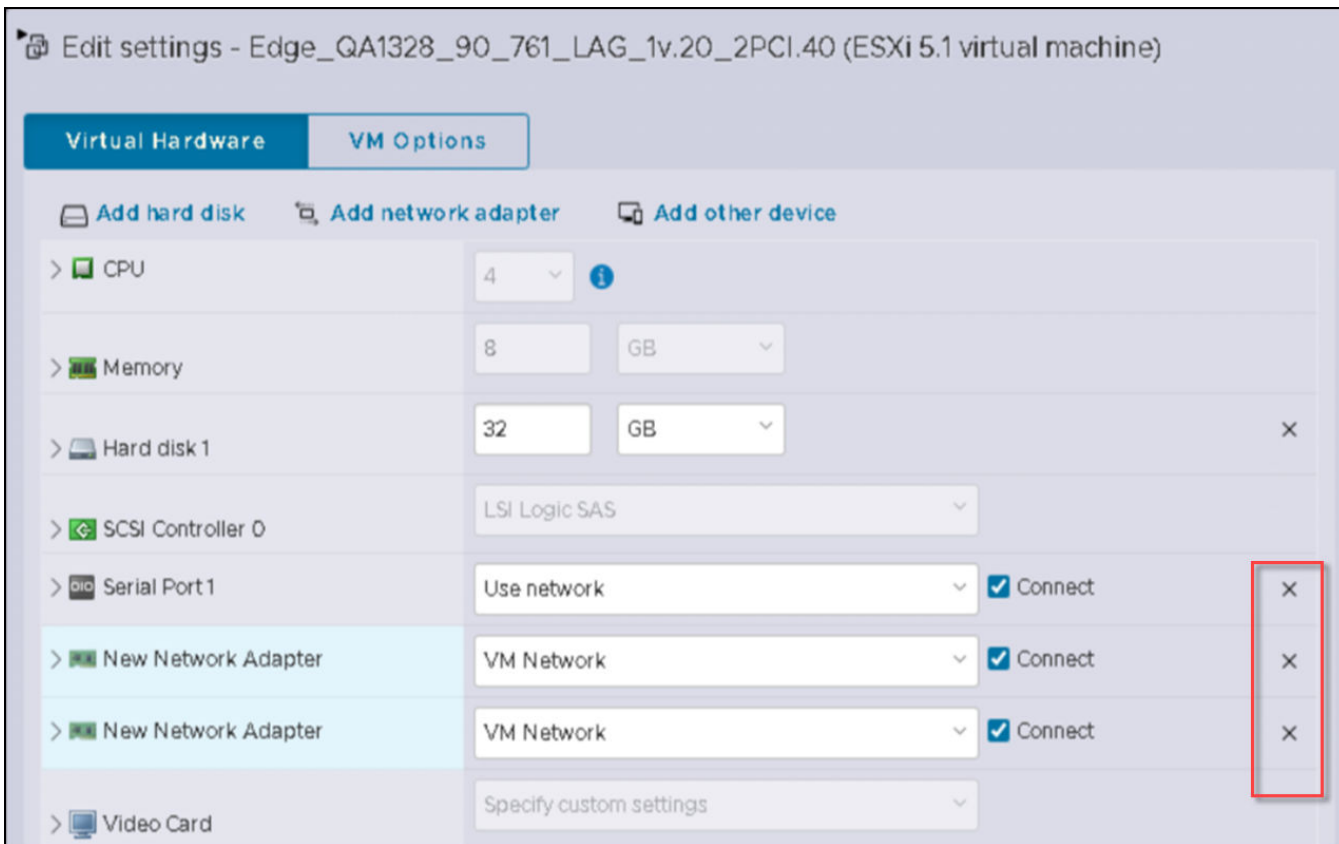 Edit settings - Edge_QA1328_90_761_LAG_1v.20_2PCI.40 (ESXi 5.1 virtual machine)
Virtual Hardware VM Options
Add hard disk Add network adapter Add other device
CPU 4
Memory 8 GB
Hard disk 1 32 GB
SCSI Controller 0 LSI Logic SAS
Serial Port 1 Use network Connect
New Network Adapter VM Network Connect
New Network Adapter VM Network Connect
Video Card Specify custom settings